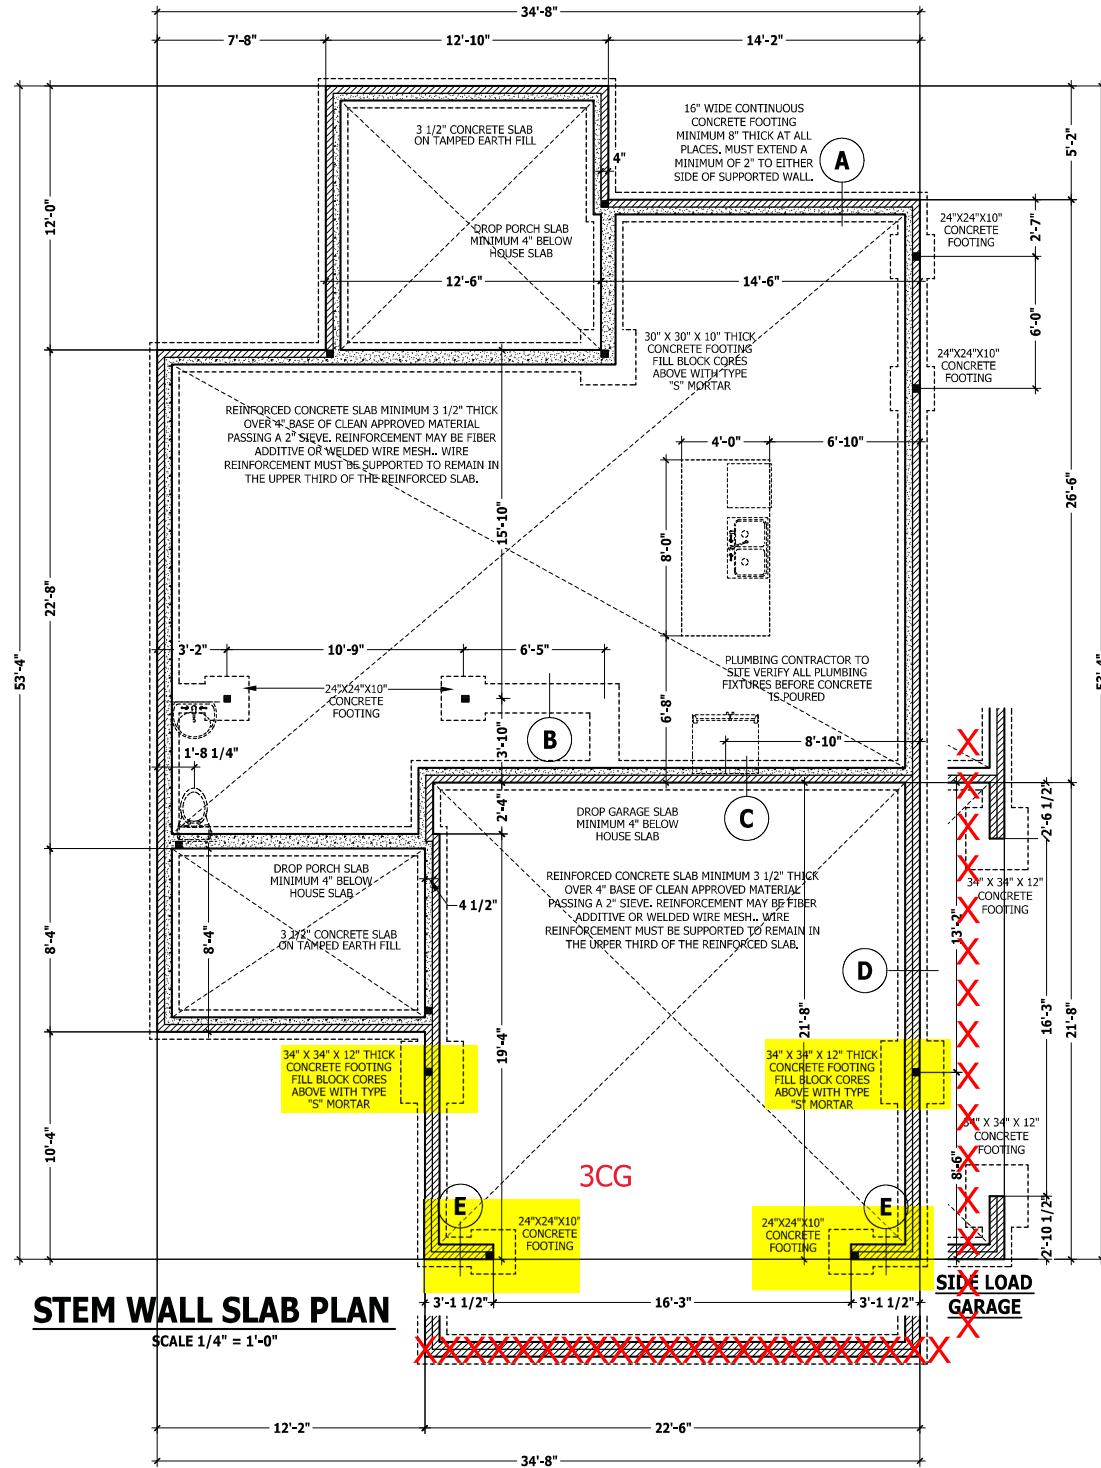 34'-8"
7'-8"
12'-10"
14'-2"
3 1/2" CONCRETE SLAB
ON TAMPED EARTH FILL
16" WIDE CONTINUOUS
CONCRETE FOOTING
MINIMUM 8" THICK AT ALL
PLACES. MUST EXTEND A
MINIMUM OF 2" TO EITHER
SIDE OF SUPPORTED WALL.
A
5'-2"
4"
12'-0"
DROP PORCH SLAB
MINIMUM 4" BELOW
HOUSE SLAB
24"X24"X10"
CONCRETE
FOOTING
2'-7"
12'-6"
14'-6"
6'-0"
30" X 30" X 10" THICK
CONCRETE FOOTING
FILL BLOCK CORES
ABOVE WITH TYPE
"S" MORTAR
24"X24"X10"
CONCRETE
FOOTING
REINFORCED CONCRETE SLAB MINIMUM 3 1/2" THICK
OVER 4" BASE OF CLEAN APPROVED MATERIAL
PASSING A 2" SIEVE. REINFORCEMENT MAY BE FIBER
ADDITIVE OR WELDED WIRE MESH.. WIRE
REINFORCEMENT MUST BE SUPPORTED TO REMAIN IN
THE UPPER THIRD OF THE REINFORCED SLAB.
4'-0"
6'-10"
26'-6"
15'-10"
8'-0"
22'-8"
53'-4"
53'-4"
3'-2"
10'-9"
6'-5"
24"X24"X10"
CONCRETE
FOOTING
PLUMBING CONTRACTOR TO
SITE VERIFY ALL PLUMBING
FIXTURES BEFORE CONCRETE
IS POURED
6'-8"
3'-10"
B
8'-10"
1'-8 1/4"
2'-4"
DROP GARAGE SLAB
MINIMUM 4" BELOW
HOUSE SLAB
C
2'-6 1/2"
DROP PORCH SLAB
MINIMUM 4" BELOW
HOUSE SLAB
REINFORCED CONCRETE SLAB MINIMUM 3 1/2" THICK
OVER 4" BASE OF CLEAN APPROVED MATERIAL
PASSING A 2" SIEVE. REINFORCEMENT MAY BE FIBER
ADDITIVE OR WELDED WIRE MESH.. WIRE
REINFORCEMENT MUST BE SUPPORTED TO REMAIN IN
THE UPPER THIRD OF THE REINFORCED SLAB.
34" X 34" X 12"
CONCRETE
FOOTING
4 1/2"
13'-2"
3 1/2" CONCRETE SLAB
ON TAMPED EARTH FILL
8'-4"
8'-4"
D
16'-3"
21'-8"
21'-8"
19'-4"
34" X 34" X 12" THICK
CONCRETE FOOTING
FILL BLOCK CORES
ABOVE WITH TYPE
"S" MORTAR
34" X 34" X 12" THICK
CONCRETE FOOTING
FILL BLOCK CORES
ABOVE WITH TYPE
"S" MORTAR
34" X 34" X 12"
CONCRETE
FOOTING
10'-4"
8'-6"
3CG
E
E
24"X24"X10"
CONCRETE
FOOTING
24"X24"X10"
CONCRETE
FOOTING
2'-10 1/2"
X X X X X X X X X X X X X X X
SIDE LOAD
GARAGE
3'-1 1/2"
16'-3"
3'-1 1/2"
STEM WALL SLAB PLAN
SCALE 1/4" = 1'-0"
XXXXXXXXXXXXXXXXXXXX
12'-2"
22'-6"
34'-8"